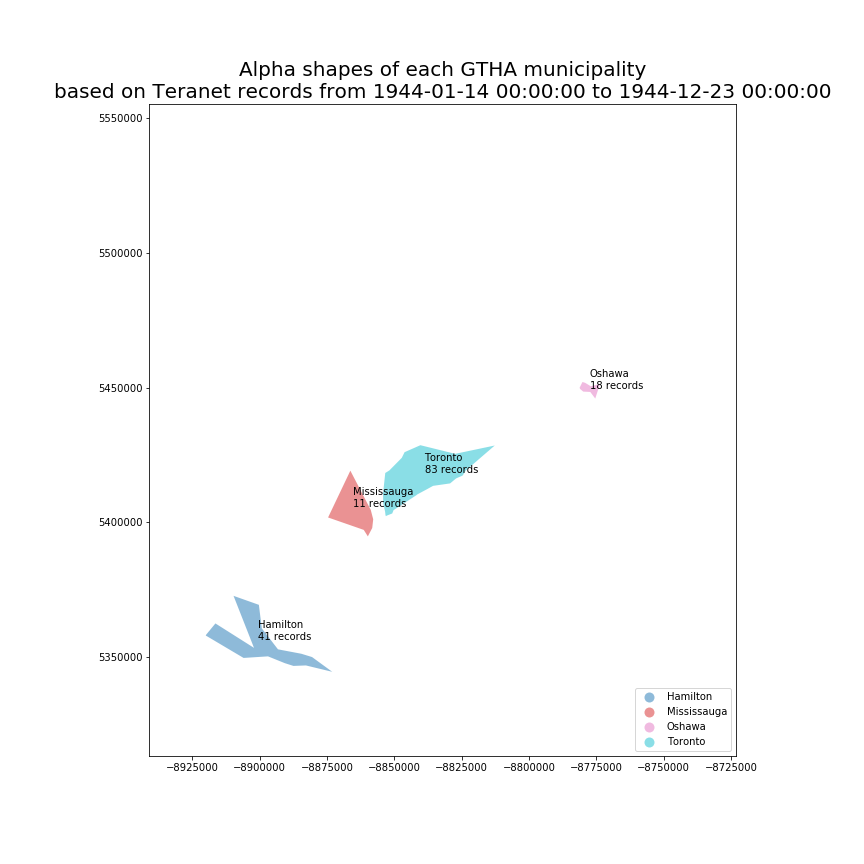 Alpha shapes of each GTHA municipality
based on Teranet records from 1944-01-14 00:00:00 to 1944-12-23 00:00:00
5550000
5500000
5450000
5400000
5350000
Oshawa
18 records
Toronto
83 records
Mississauga
11 records
Hamilton
41 records
Hamilton
Mississauga
Oshawa
Toronto
−8925000 −8900000 −8875000 −8850000 −8825000 −8800000 −8775000 −8750000 −8725000